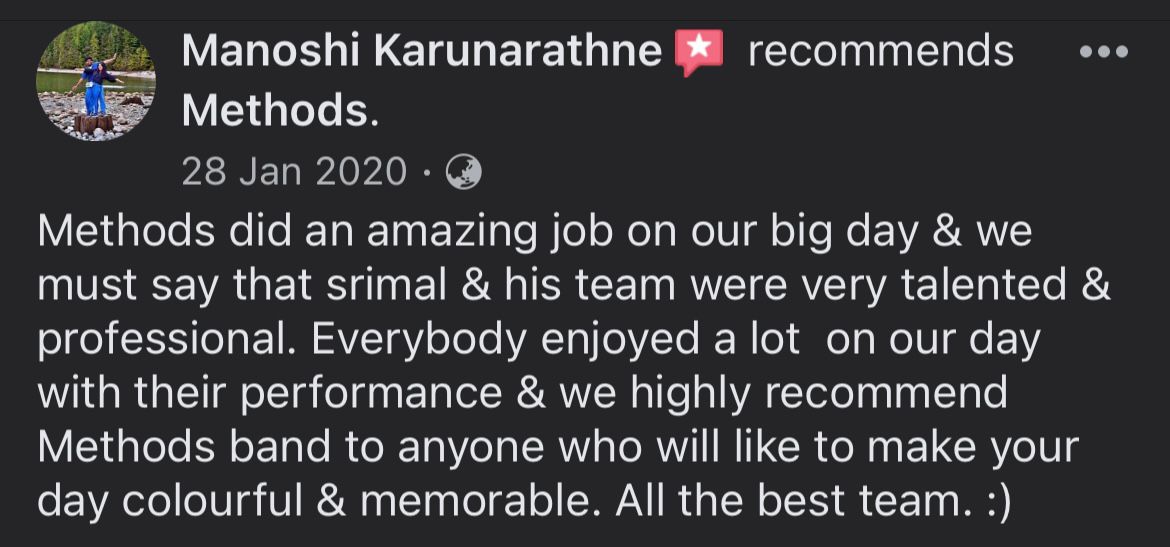 Manoshi Karunarathne recommends
Methods.
28 Jan 2020 ·
Methods did an amazing job on our big day & we
must say that srimal & his team were very talented &
professional. Everybody enjoyed a lot  on our day
with their performance & we highly recommend
Methods band to anyone who will like to make your
day colourful & memorable. All the best team. :)